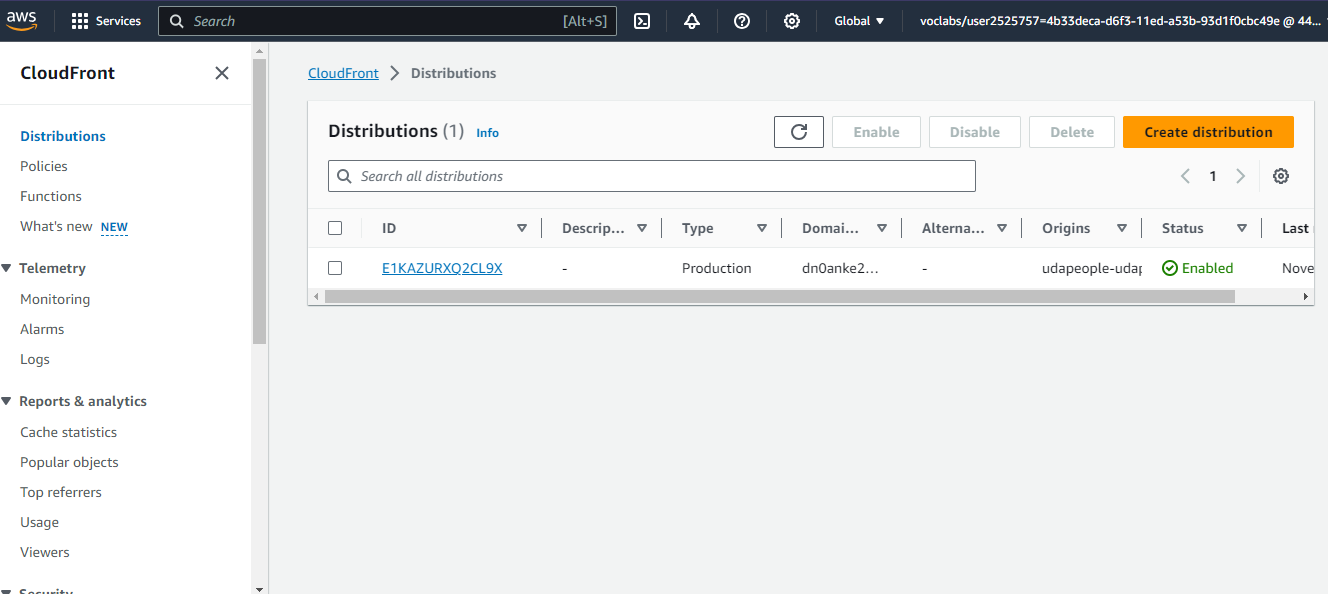 aws Services Search [Alt+S] Global voclabs/user2525757=4b33deca-d6f3-11ed-a53b-93d1f0cbc49e @ 44...
CloudFront
Distributions
Policies
Functions
What's new NEW
Telemetry
Monitoring
Alarms
Logs
Reports & analytics
Cache statistics
Popular objects
Top referrers
Usage
Viewers
Security
CloudFront > Distributions
Distributions (1) Info Enable Disable Delete Create distribution
Search all distributions 1
ID Descrip... Type Domai... Alterna... Origins Status Last
E1KAZURXQ2CL9X - Production dn0anke2... - udapeople-udap Enabled Nove